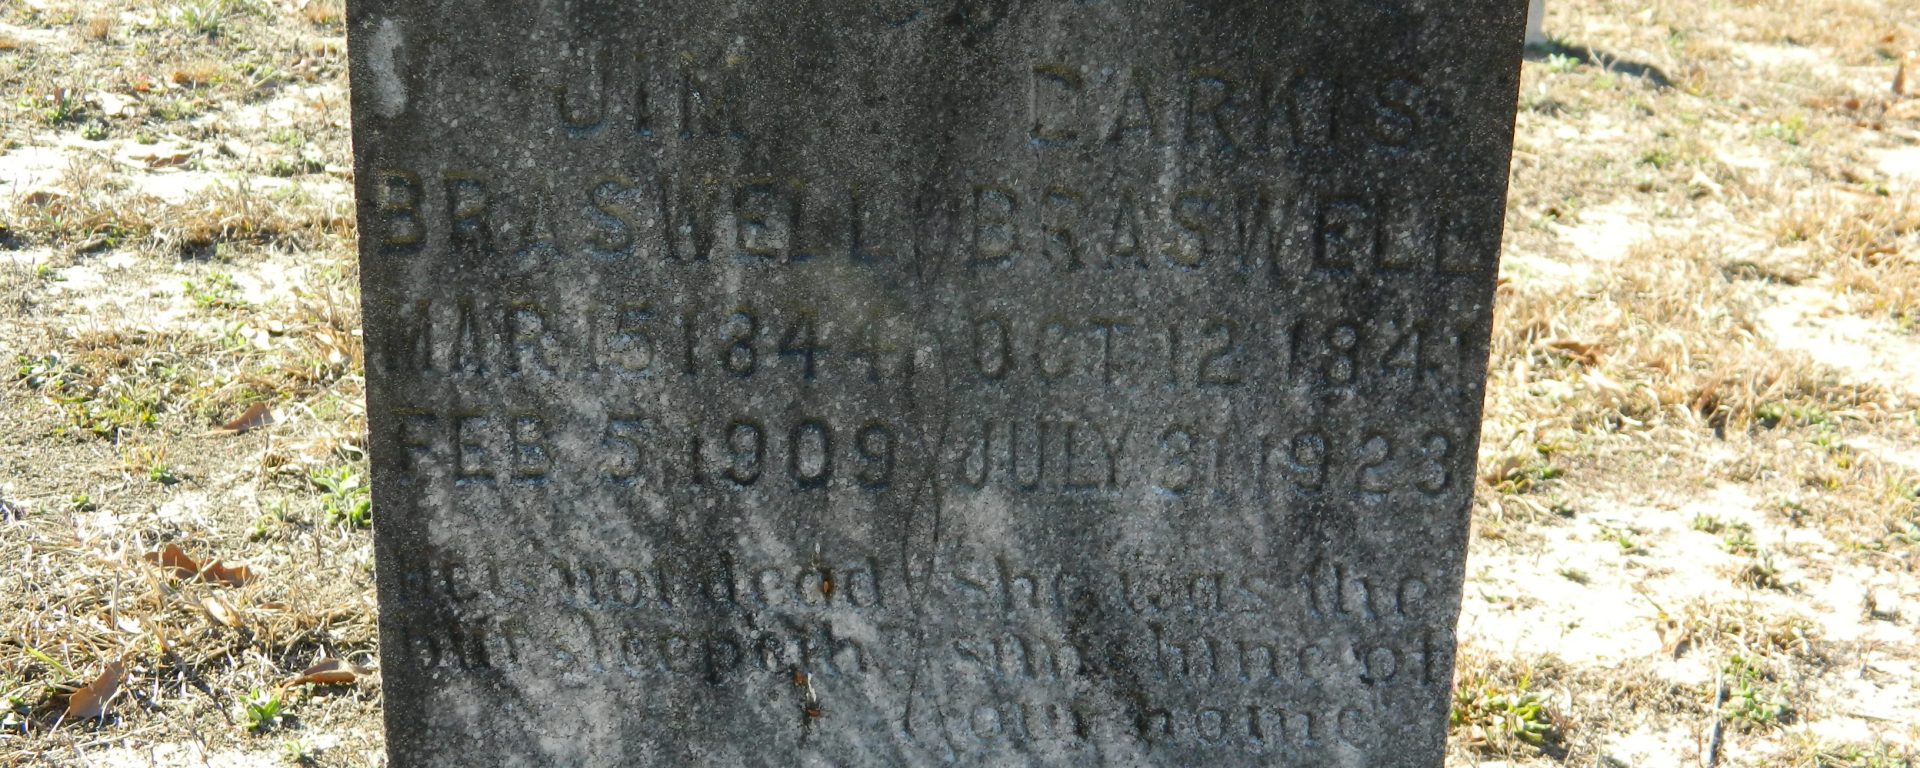 JIM
BRASWELL
MAR 15 1844
FEB 5 1909
He is not dead
but sleepeth
DARKIS
BRASWELL
OCT 12 1841
JULY 31 1923
she was the
sunshine of
our home